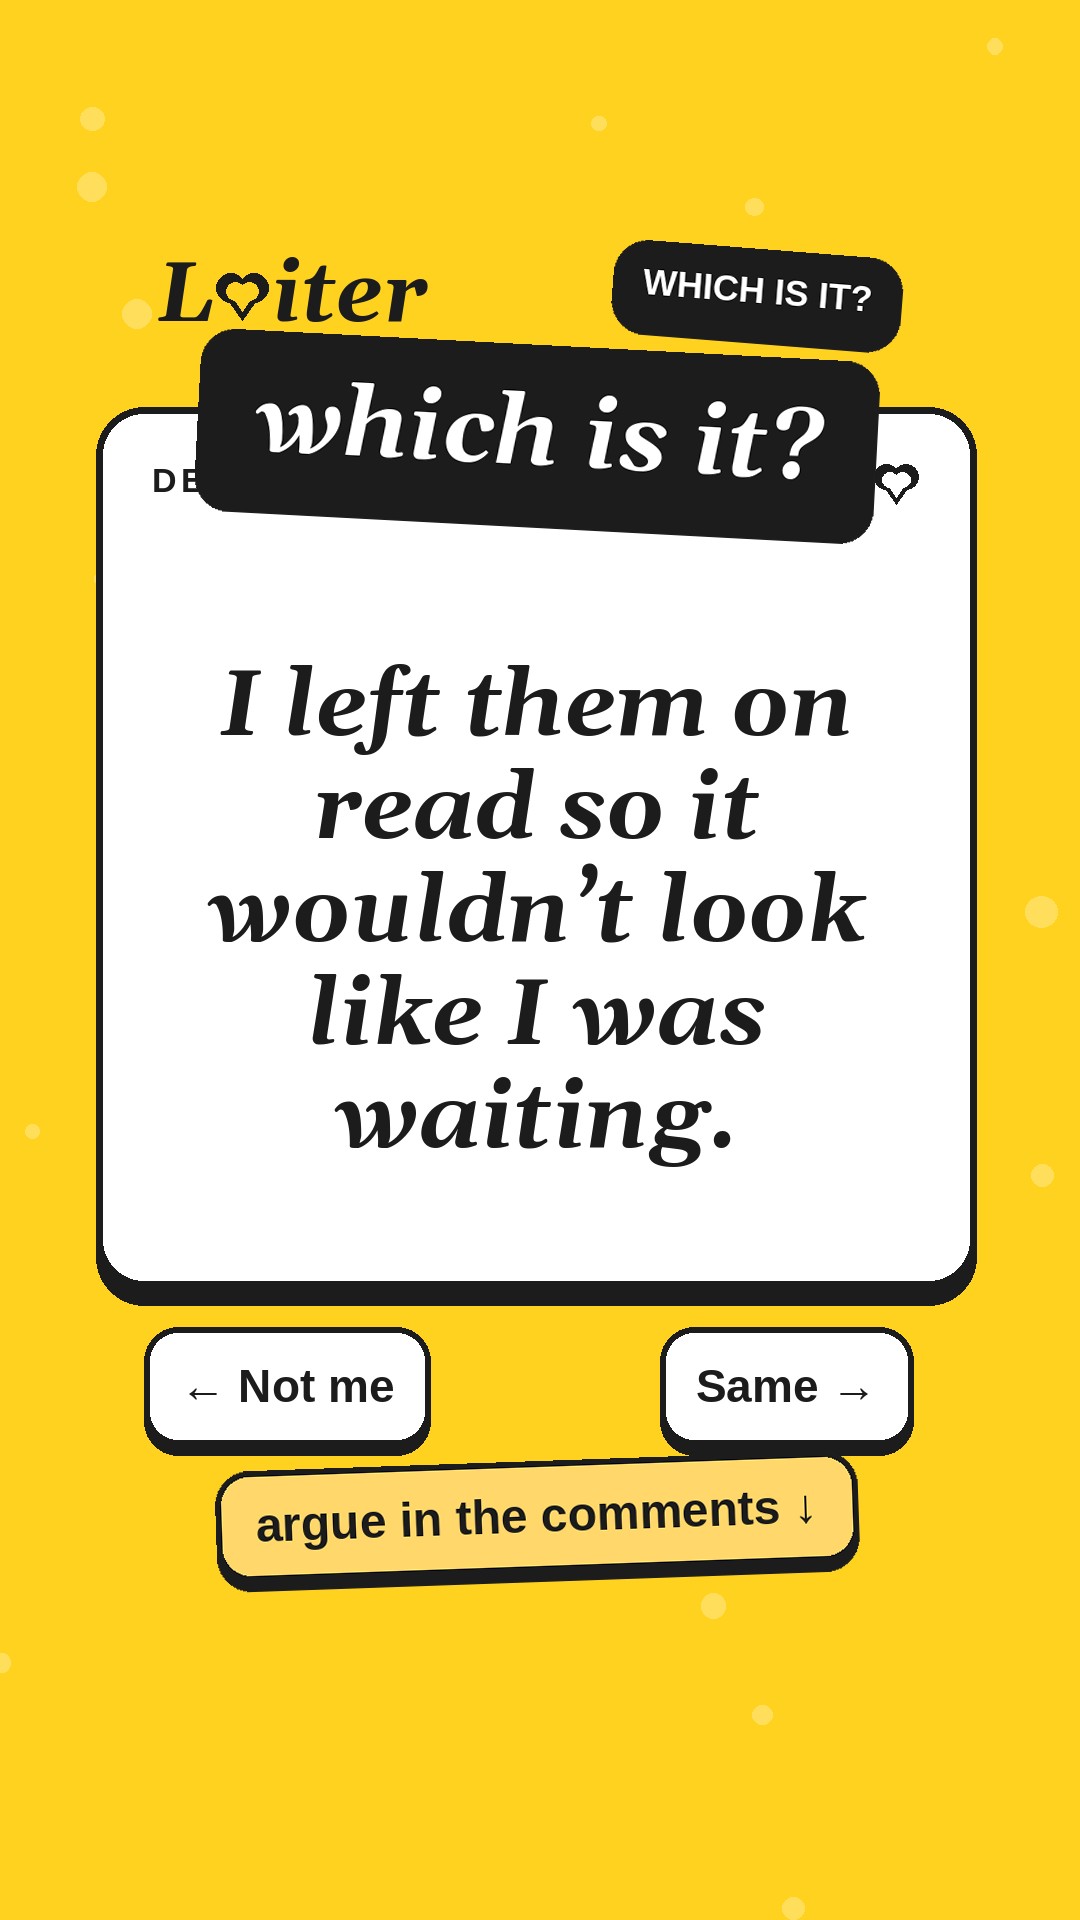 L♡iter
WHICH IS IT?
which is it?
DE
I left them on
read so it
wouldn’t look
like I was
waiting.
← Not me
Same →
argue in the comments ↓